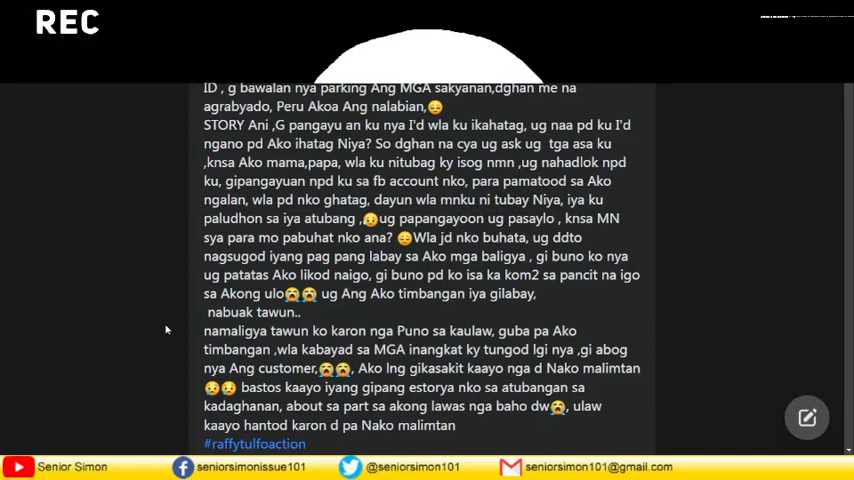 REC
ID , g bawalan nya parking Ang MGA sakyanan,dghan me na
agrabyado, Peru Akoa Ang nalabian,😔
STORY Ani ,G pangayu an ku nya I'd wla ku ikahatag, ug naa pd ku I'd
ngano pd Ako ihatag Niya? So dghan na cya ug ask ug  tga asa ku
,knsa Ako mama,papa, wla ku nitubag ky isog nmn ,ug nahadlok npd
ku, gipangayuan npd ku sa fb account nko, para pamatood sa Ako
ngalan, wla pd nko ghatag, dayun wla mnku ni tubay Niya, iya ku
paludhon sa iya atubang ,😥ug papangayoon ug pasaylo , knsa MN
sya para mo pabuhat nko ana? 😔Wla jd nko buhata, ug ddto
nagsugod iyang pag pang labay sa Ako mga baligya , gi buno ko nya
ug patatas Ako likod naigo, gi buno pd ko isa ka kom2 sa pancit na igo
sa Akong ulo😭😭 ug Ang Ako timbangan iya gilabay,
nabuak tawun..
namaligya tawun ko karon nga Puno sa kaulaw, guba pa Ako
timbangan ,wla kabayad sa MGA inangkat ky tungod lgi nya ,gi abog
nya Ang customer,😭😭, Ako lng gikasakit kaayo nga d Nako malimtan
😥😥 bastos kaayo iyang gipang estorya nko sa atubangan sa
kadaghanan, about sa part sa akong lawas nga baho dw😭, ulaw
kaayo hantod karon d pa Nako malimtan
#raffytulfoaction
Senior Simon seniorsimonissue101 @seniorsimon101 seniorsimon101@gmail.com